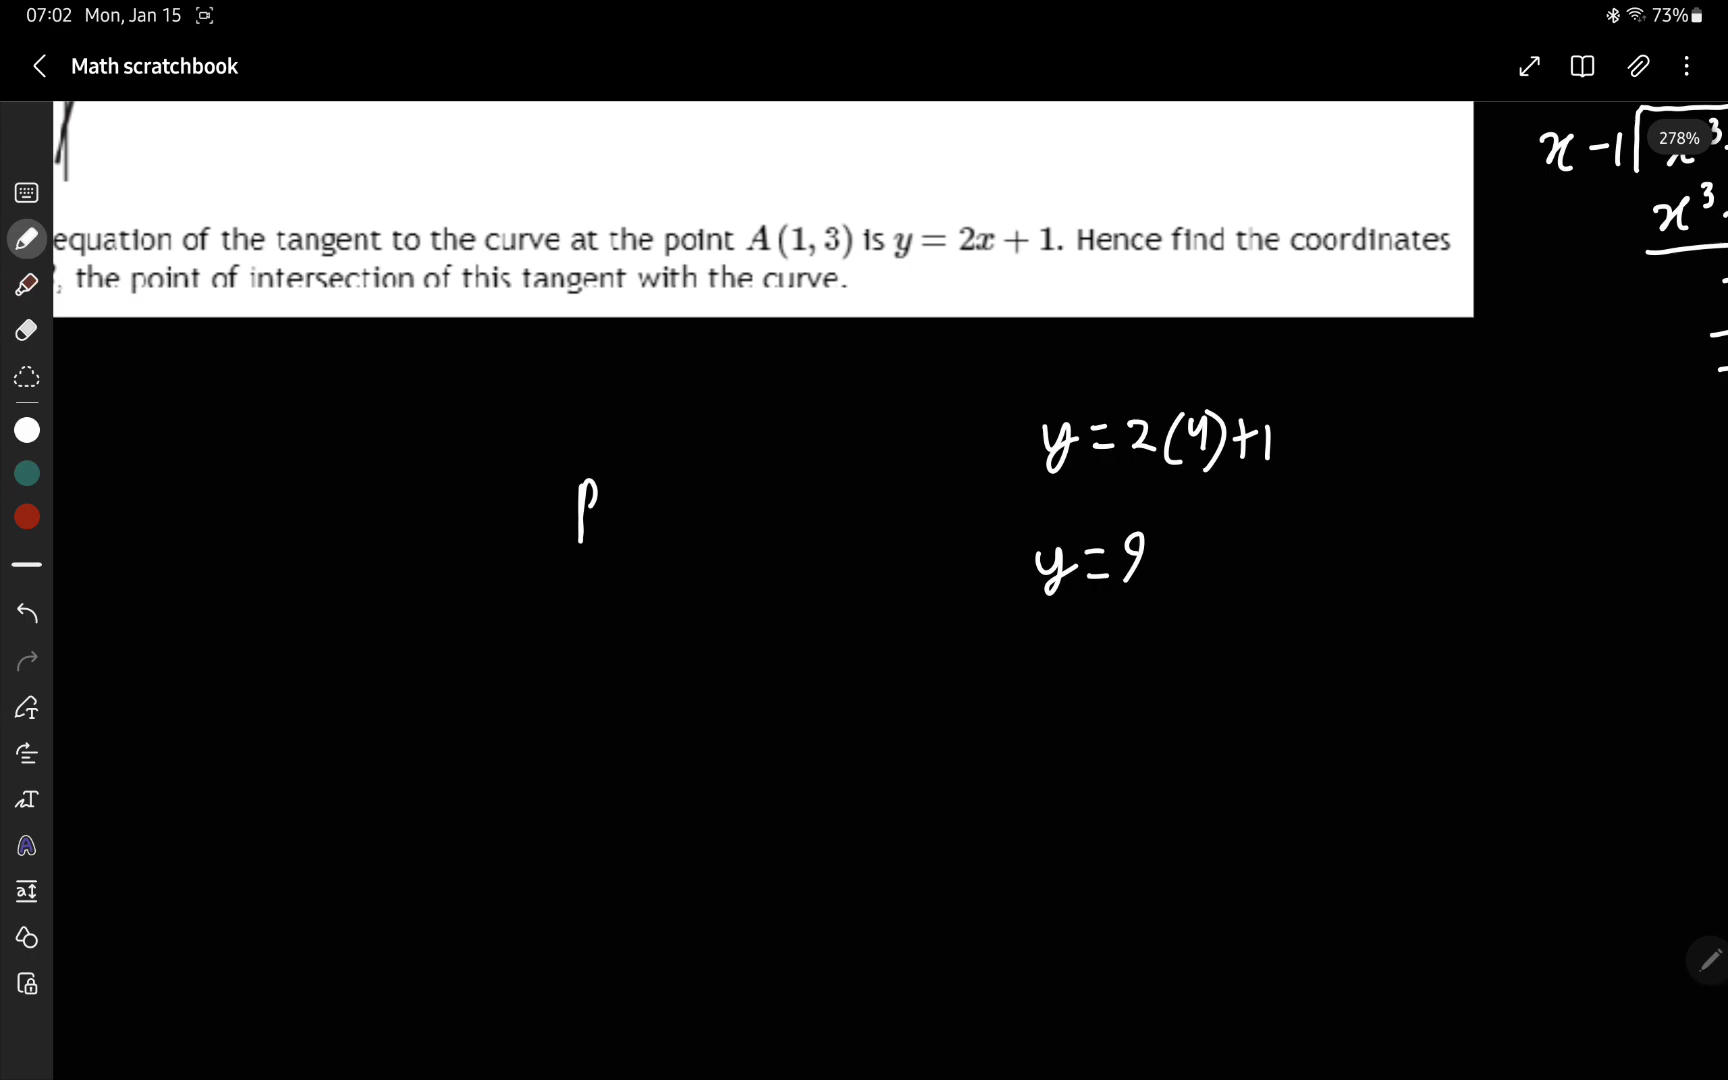 07:02 Mon, Jan 15
73%
Math scratchbook
278%
x - 1
x³
equation of the tangent to the curve at the point A (1, 3) is y = 2x + 1. Hence find the coordinates
, the point of intersection of this tangent with the curve.
y = 2(4)+1
P
y = 9